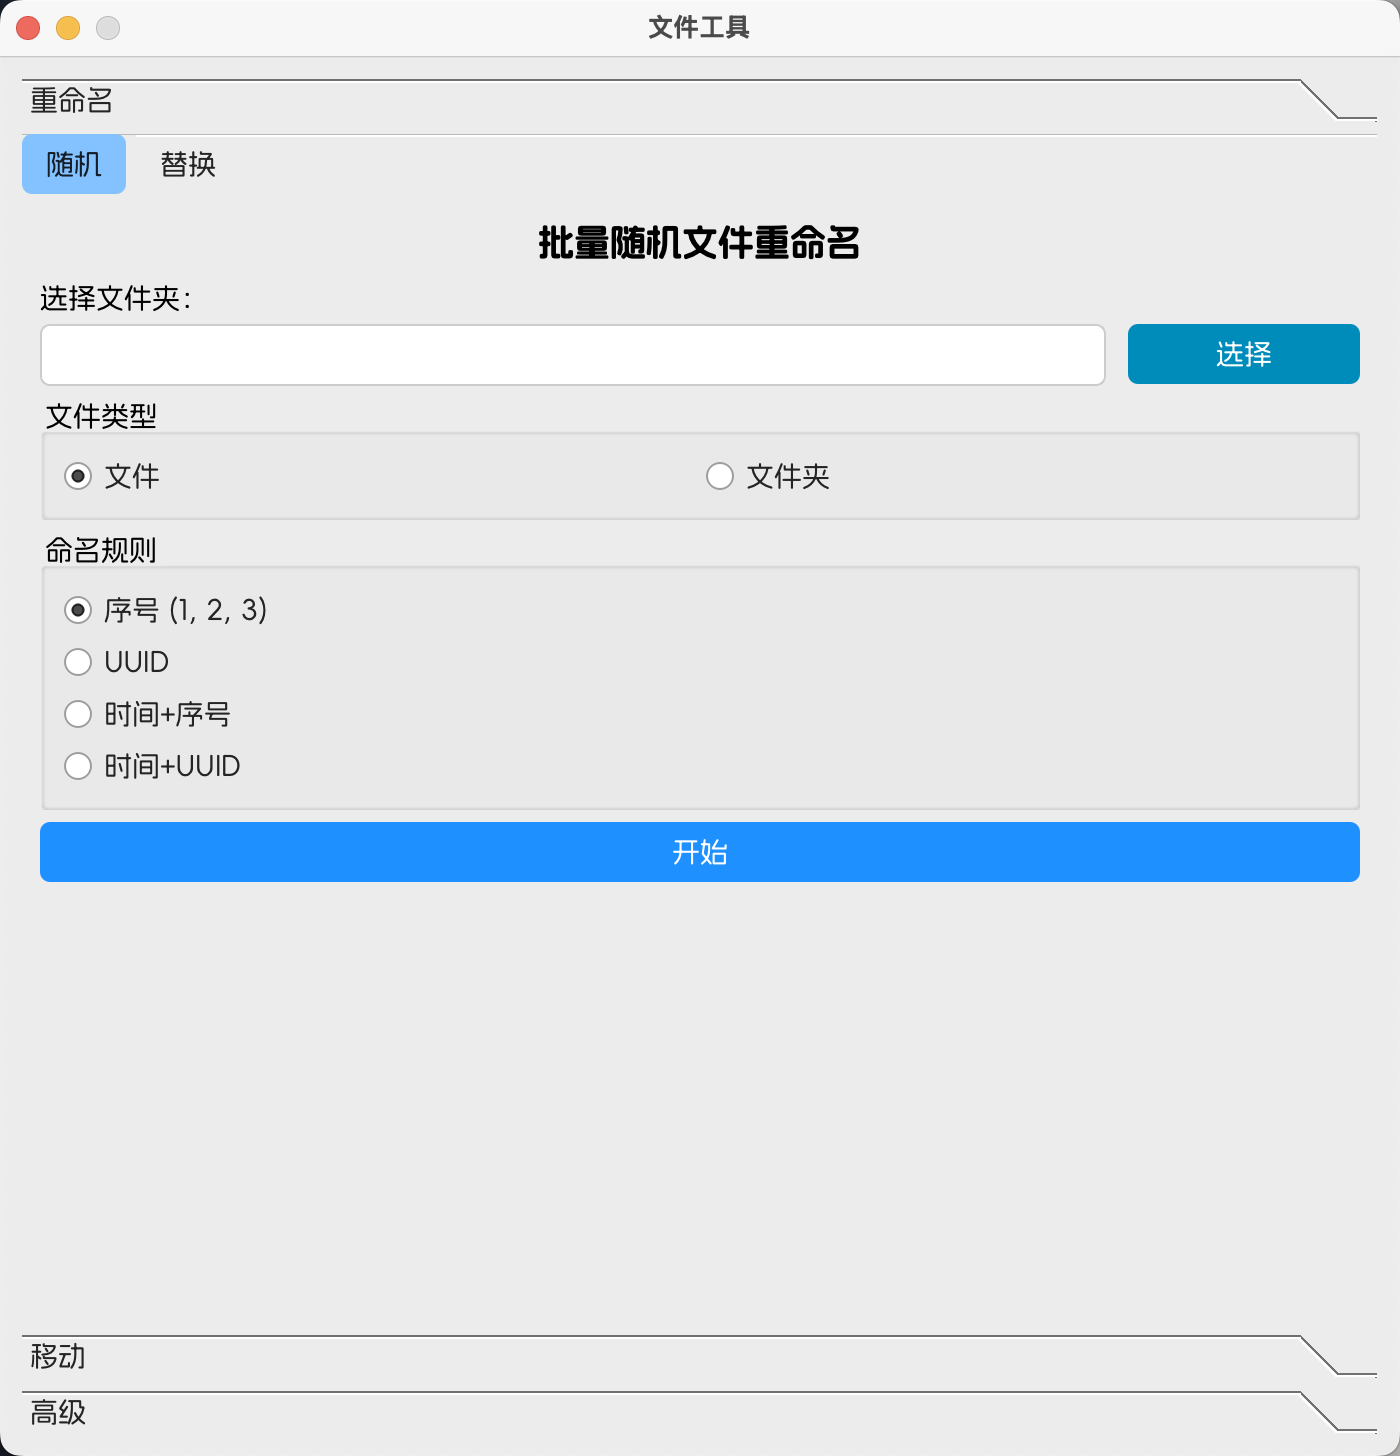 文件工具
重命名
随机 替换
批量随机文件重命名
选择文件夹：
选择
文件类型
文件 文件夹
命名规则
序号 (1, 2, 3)
UUID
时间+序号
时间+UUID
开始
移动
高级